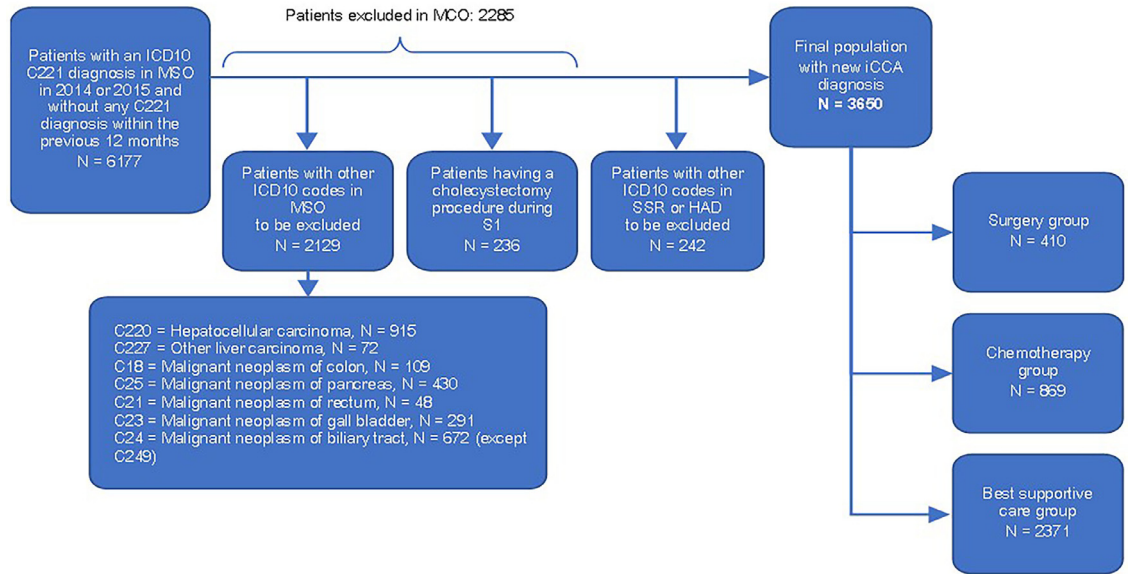 Patients excluded in MCO: 2285
Patients with an ICD10
C221 diagnosis in MSO
in 2014 or 2015 and
without any C221
diagnosis within the
previous 12 months
N = 6177
Final population
with new iCCA
diagnosis
N = 3650
Patients with other
ICD10 codes in
MSO
to be excluded
N = 2129
Patients having a
cholecystectomy
procedure during
S1
N = 236
Patients with other
ICD10 codes in
SSR or HAD
to be excluded
N = 242
Surgery group
N = 410
C220 = Hepatocellular carcinoma, N = 915
C227 = Other liver carcinoma, N = 72
C18 = Malignant neoplasm of colon, N = 109
C25 = Malignant neoplasm of pancreas, N = 430
C21 = Malignant neoplasm of rectum, N = 48
C23 = Malignant neoplasm of gall bladder, N = 291
C24 = Malignant neoplasm of biliary tract, N = 672 (except
C249)
Chemotherapy
group
N = 869
Best supportive
care group
N = 2371